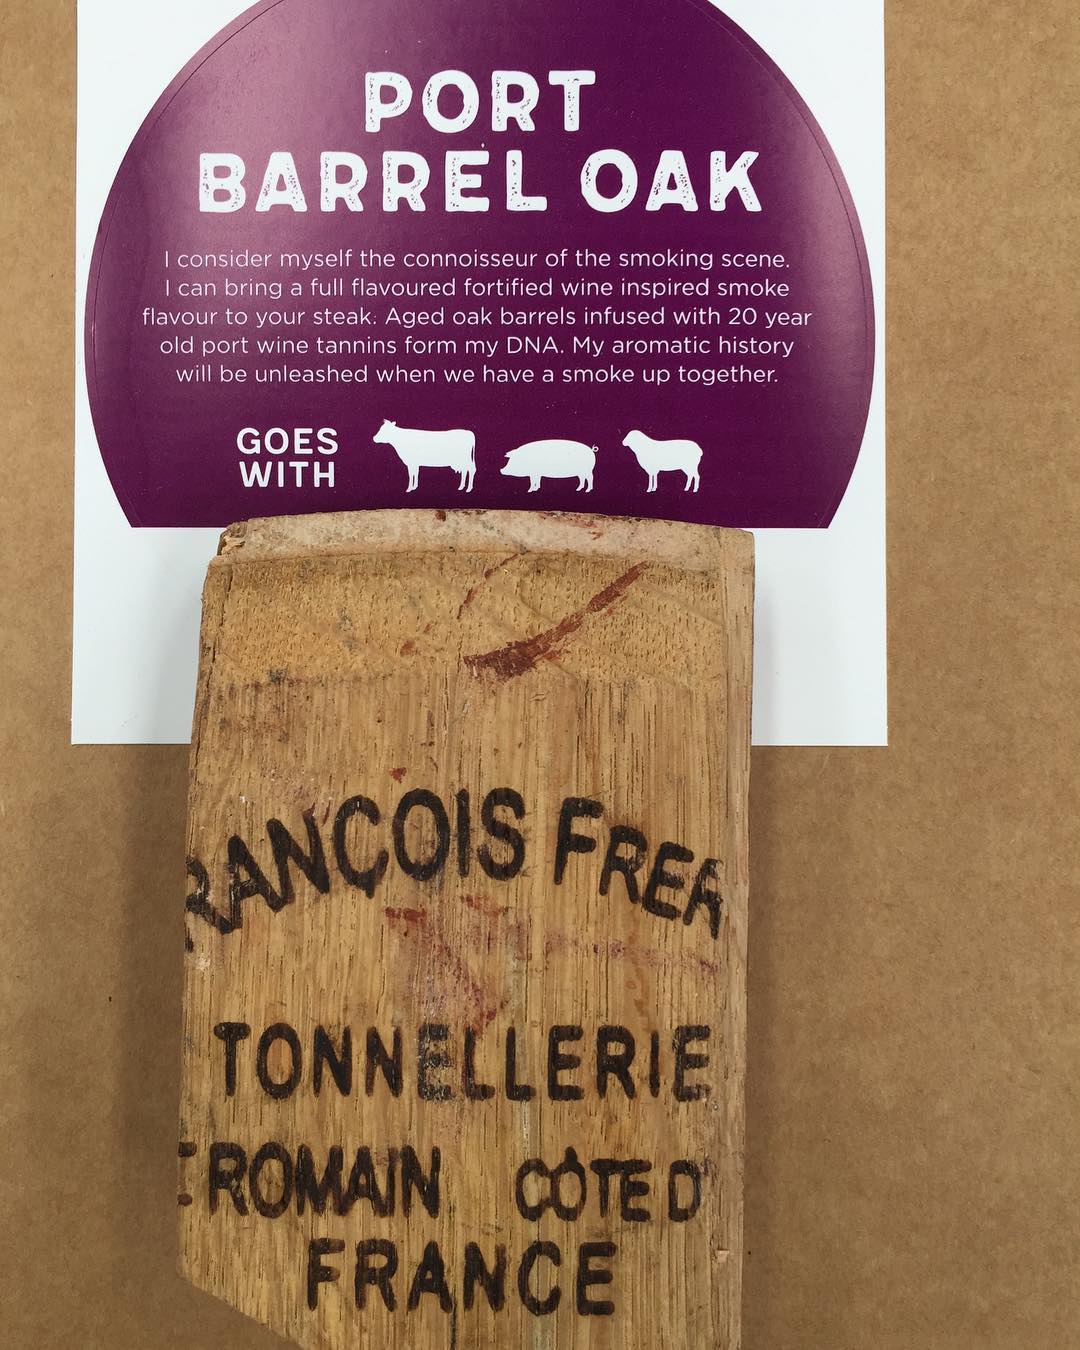 PORT
BARREL OAK
I consider myself the connoisseur of the smoking scene.
I can bring a full flavoured fortified wine inspired smoke
flavour to your steak. Aged oak barrels infused with 20 year
old port wine tannins form my DNA. My aromatic history
will be unleashed when we have a smoke up together.
GOES
WITH
RANÇOIS FRER
TONNELLERIE
ROMAIN CÔTE D'
FRANCE